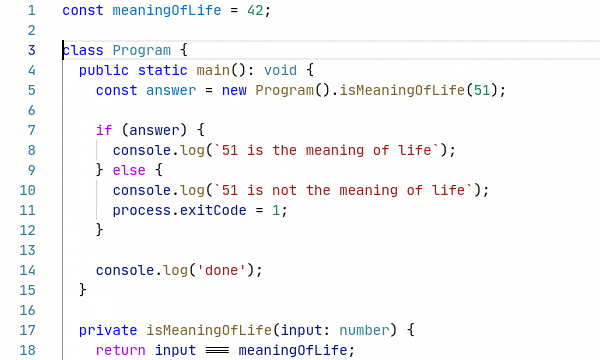 1 const meaningOfLife = 42;
2
3 class Program {
4 public static main(): void {
5 const answer = new Program().isMeaningOfLife(51);
6
7 if (answer) {
8 console.log(`51 is the meaning of life`);
9 } else {
10 console.log(`51 is not the meaning of life`);
11 process.exitCode = 1;
12 }
13
14 console.log('done');
15 }
16
17 private isMeaningOfLife(input: number) {
18 return input === meaningOfLife;